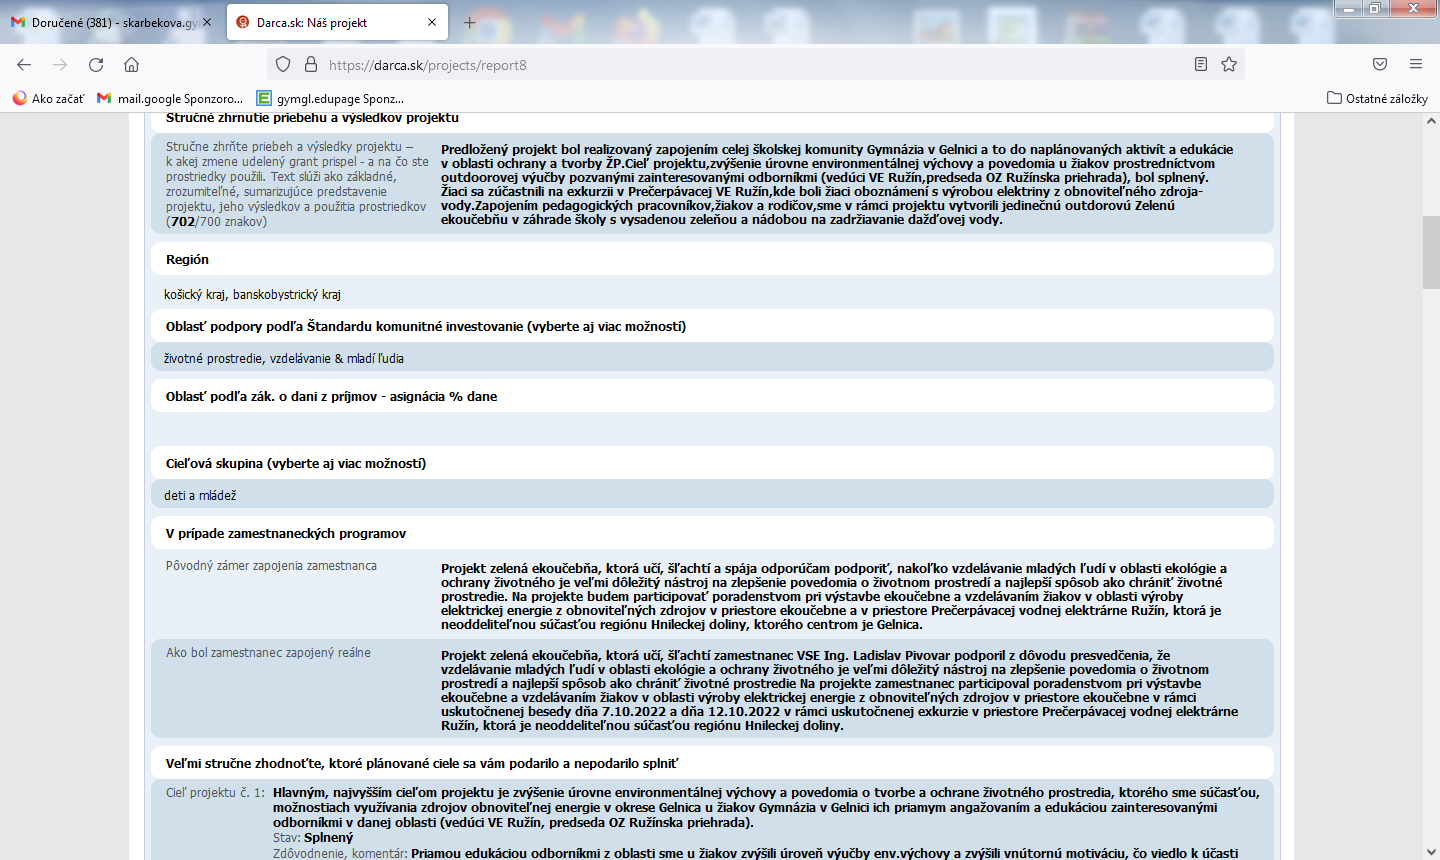 Doručené (381) - skarbekova.gy
Darca.sk: Náš projekt
https://darca.sk/projects/report8
Ako začať
mail.google Sponzoro...
gymgl.edupage Sponz...
Ostatné záložky
Stručné zhrnutie priebehu a výsledkov projektu
Stručne zhrňte priebeh a výsledky projektu –
k akej zmene udelený grant prispel - a na čo ste
prostriedky použili. Text slúži ako základné,
zrozumiteľné, sumarizujúce predstavenie
projektu, jeho výsledkov a použitia prostriedkov
(702/700 znakov)
Predložený projekt bol realizovaný zapojením celej školskej komunity Gymnázia v Gelnici a to do naplánovaných aktivít a edukácie
v oblasti ochrany a tvorby ŽP.Cieľ projektu,zvýšenie úrovne environmentálnej výchovy a povedomia u žiakov prostredníctvom
outdoorovej výučby pozvanými zainteresovanými odborníkmi (vedúci VE Ružín,predseda OZ Ružínska priehrada), bol splnený.
Žiaci sa zúčastnili na exkurzii v Prečerpávacej VE Ružín,kde boli žiaci oboznámení s výrobou elektriny z obnoviteľného zdroja-
vody.Zapojením pedagogických pracovníkov,žiakov a rodičov,sme v rámci projektu vytvorili jedinečnú outdorovú Zelenú
ekoučebňu v záhrade školy s vysadenou zeleňou a nádobou na zadržiavanie dažďovej vody.
Región
košický kraj, banskobystrický kraj
Oblasť podpory podľa Štandardu komunitné investovanie (vyberte aj viac možností)
životné prostredie, vzdelávanie & mladí ľudia
Oblasť podľa zák. o dani z príjmov - asignácia % dane
Cieľová skupina (vyberte aj viac možností)
deti a mládež
V prípade zamestnaneckých programov
Pôvodný zámer zapojenia zamestnanca
Projekt zelená ekoučebňa, ktorá učí, šľachtí a spája odporúčam podporiť, nakoľko vzdelávanie mladých ľudí v oblasti ekológie a
ochrany životného je veľmi dôležitý nástroj na zlepšenie povedomia o životnom prostredí a najlepší spôsob ako chrániť životné
prostredie. Na projekte budem participovať poradenstvom pri výstavbe ekoučebne a vzdelávaním žiakov v oblasti výroby
elektrickej energie z obnoviteľných zdrojov v priestore ekoučebne a v priestore Prečerpávacej vodnej elektrárne Ružín, ktorá je
neoddeliteľnou súčasťou regiónu Hnileckej doliny, ktorého centrom je Gelnica.
Ako bol zamestnanec zapojený reálne
Projekt zelená ekoučebňa, ktorá učí, šľachtí zamestnanec VSE Ing. Ladislav Pivovar podporil z dôvodu presvedčenia, že
vzdelávanie mladých ľudí v oblasti ekológie a ochrany životného je veľmi dôležitý nástroj na zlepšenie povedomia o životnom
prostredí a najlepší spôsob ako chrániť životné prostredie Na projekte zamestnanec participoval poradenstvom pri výstavbe
ekoučebne a vzdelávaním žiakov v oblasti výroby elektrickej energie z obnoviteľných zdrojov v priestore ekoučebne v rámci
uskutočnenej besedy dňa 7.10.2022 a dňa 12.10.2022 v rámci uskutočnenej exkurzie v priestore Prečerpávacej vodnej elektrárne
Ružín, ktorá je neoddeliteľnou súčasťou regiónu Hnileckej doliny.
Veľmi stručne zhodnoťte, ktoré plánované ciele sa vám podarilo a nepodarilo splniť
Cieľ projektu č. 1:
Hlavným, najvyšším cieľom projektu je zvýšenie úrovne environmentálnej výchovy a povedomia o tvorbe a ochrane životného prostredia, ktorého sme súčasťou,
možnostiach využívania zdrojov obnoviteľnej energie v okrese Gelnica u žiakov Gymnázia v Gelnici ich priamym angažovaním a edukáciou zainteresovanými
odborníkmi v danej oblasti (vedúci VE Ružín, predseda OZ Ružínska priehrada).
Stav: Splnený
Zdôvodnenie, komentár: Priamou edukáciou odborníkmi z oblasti sme u žiakov zvýšili úroveň výučby env.výchovy a zvýšili vnútornú motiváciu, čo viedlo k účasti